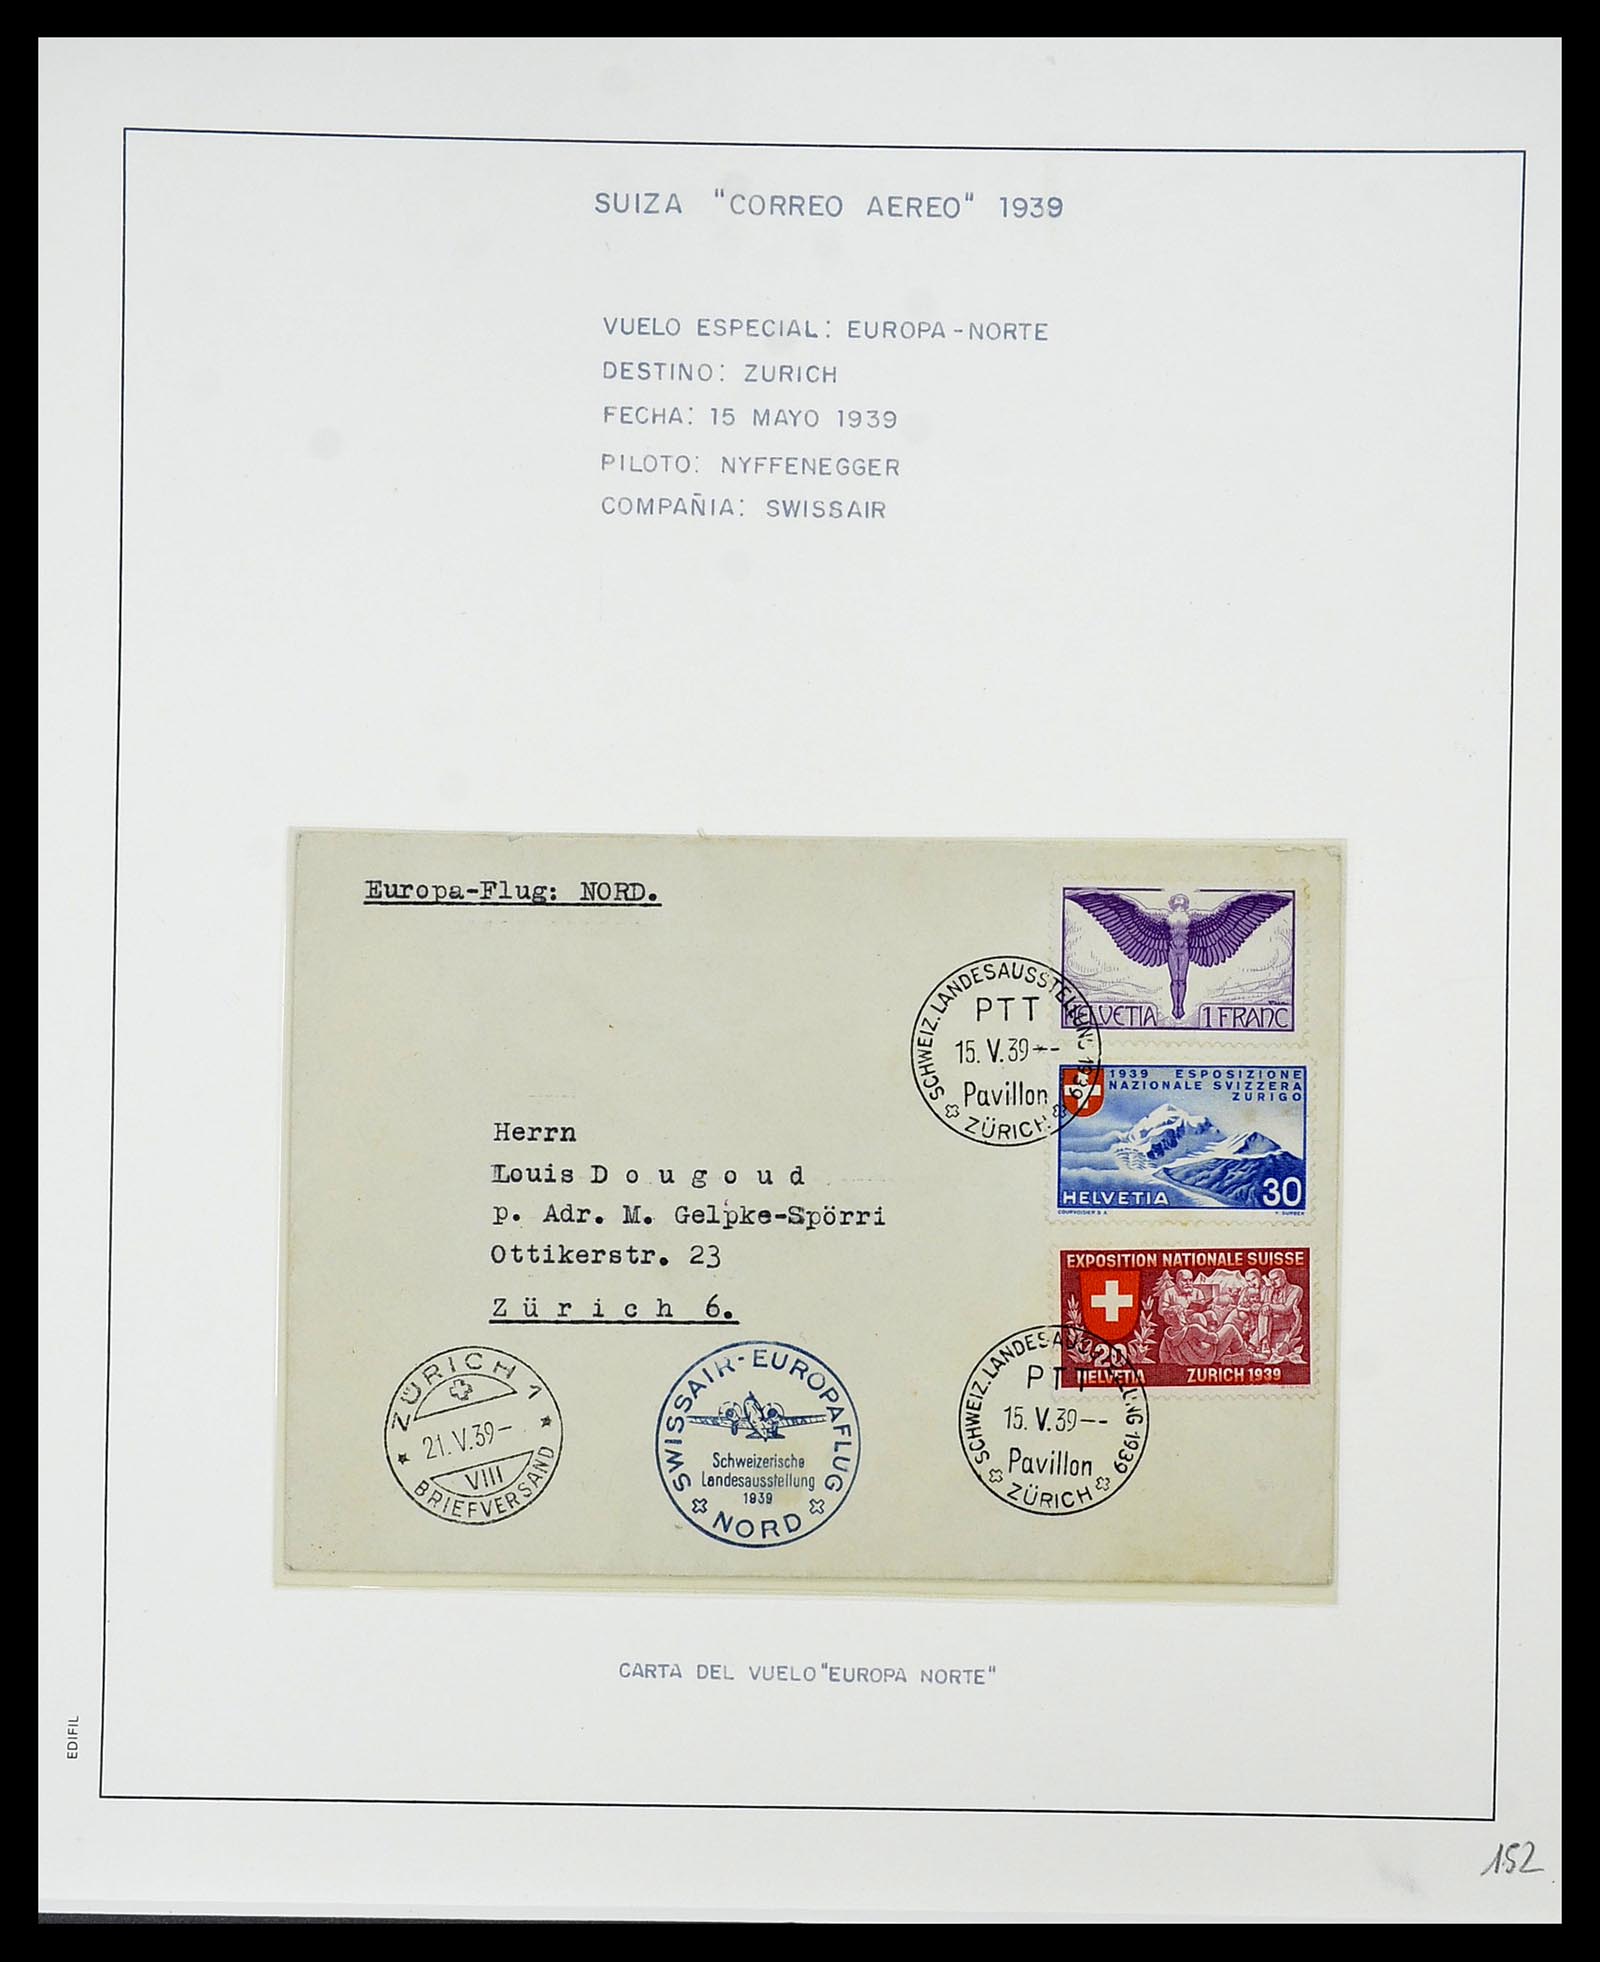 SUIZA "CORREO AEREO" 1939
VUELO ESPECIAL: EUROPA-NORTE
DESTINO: ZURICH
FECHA: 15 MAYO 1939
PILOTO: NYFFENEGGER
COMPAÑIA: SWISSAIR
Europa-Flug: NORD.
HELVETIA 1 FRANC
SCHWEIZ. LANDESAUSSTELLUNG 1939
PTT
15. V. 39--
Pavillon
ZÜRICH
1939 ESPOSIZIONE
NAZIONALE SVIZZERA
ZURIGO
HELVETIA 30
COURVOISIER S A
Herrn
Louis Dougoud
p. Adr. M. Gelpke-Spörri
Ottikerstr. 23
Zürich 6.
EXPOSITION NATIONALE SUISSE
20
HELVETIA ZURICH 1939
SCHWEIZ. LANDESAUSSTELLUNG 1939
PTT
15. V. 39--
Pavillon
ZÜRICH
ZÜRICH 1
21. V. 39-
VIII
BRIEFVERSAND
SWISSAIR-EUROPAFLUG
Schweizerische
Landesausstellung
1939
NORD
CARTA DEL VUELO "EUROPA NORTE"
EDIFIL
152